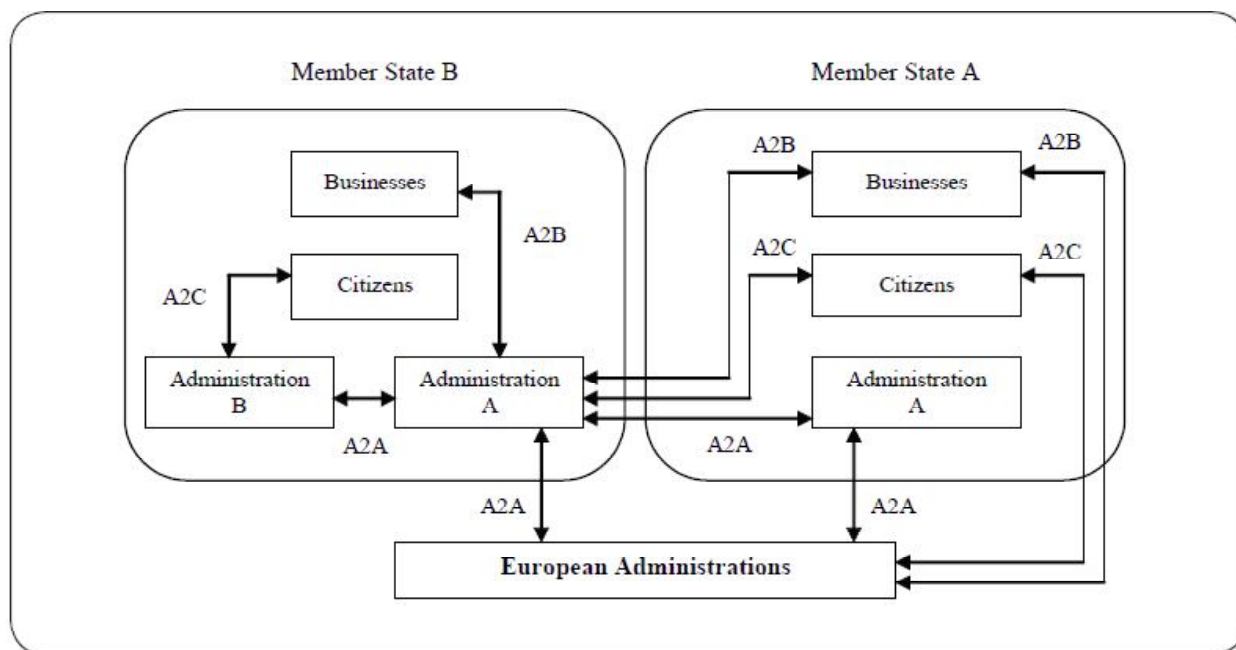 Member State B
Member State A
A2B
A2B
Businesses
Businesses
A2B
A2C
A2C
Citizens
Citizens
A2C
Administration
B
Administration
A
Administration
A
A2A
A2A
A2A
A2A
European Administrations